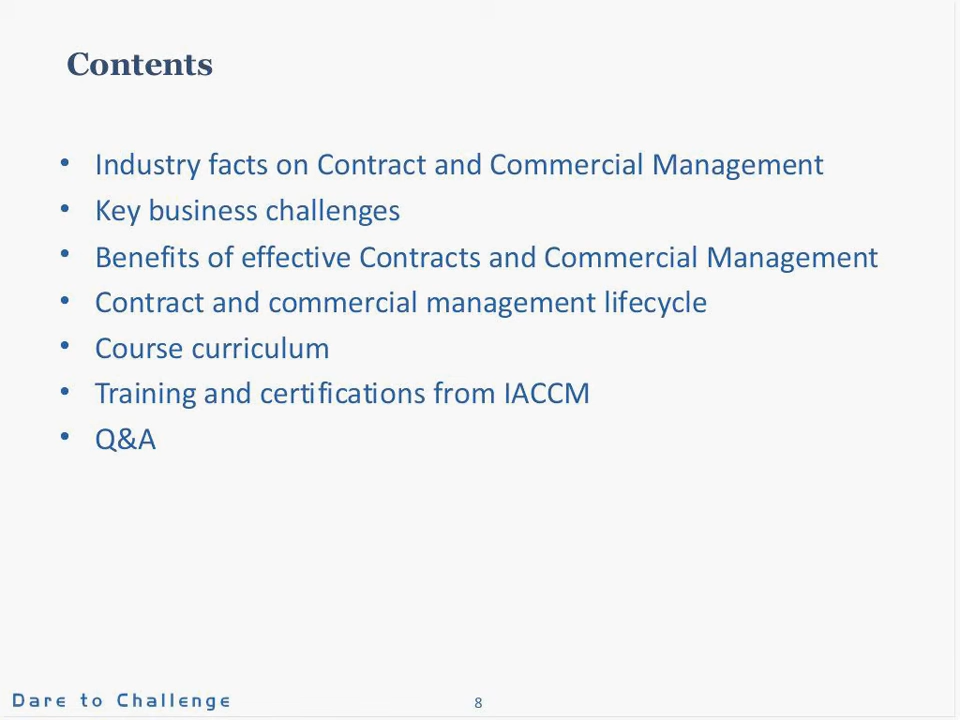 Contents
• Industry facts on Contract and Commercial Management
• Key business challenges
• Benefits of effective Contracts and Commercial Management
• Contract and commercial management lifecycle
• Course curriculum
• Training and certifications from IACCM
• Q&A
Dare to Challenge
8